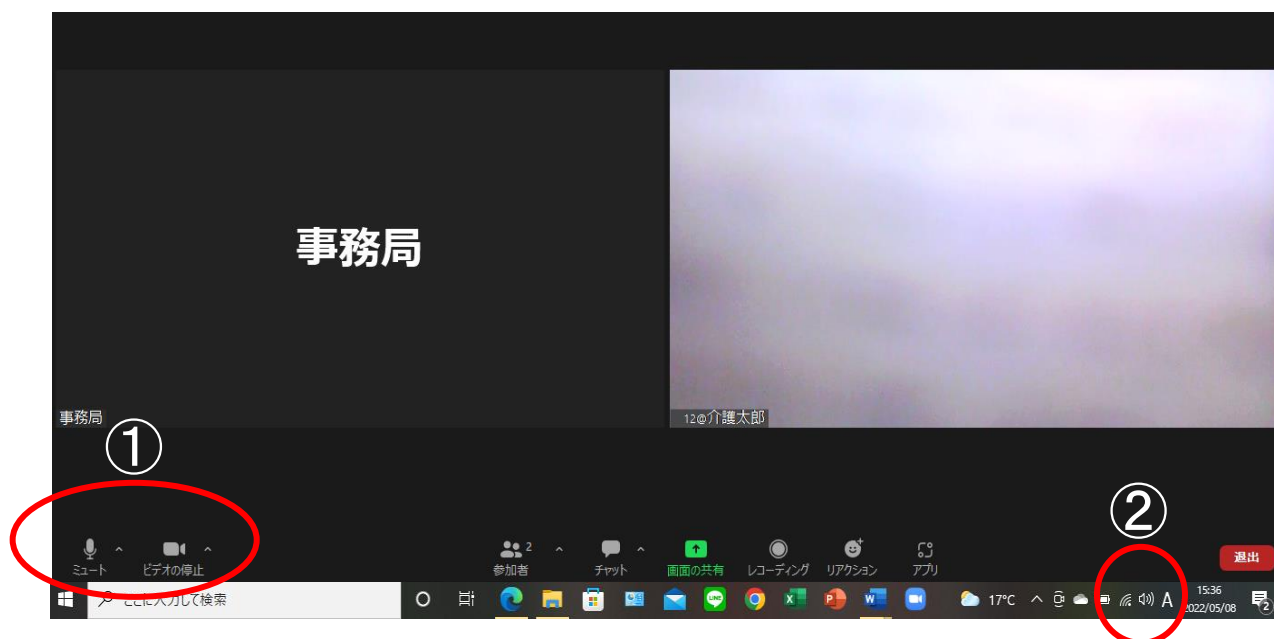 事務局
事務局
12@介護太郎
①
②
ミュート
ビデオの停止
2
参加者
チャット
画面の共有
レコーディング
リアクション
アプリ
退出
ここに入力して検索
LINE
17°C
A
15:36
2022/05/08
2